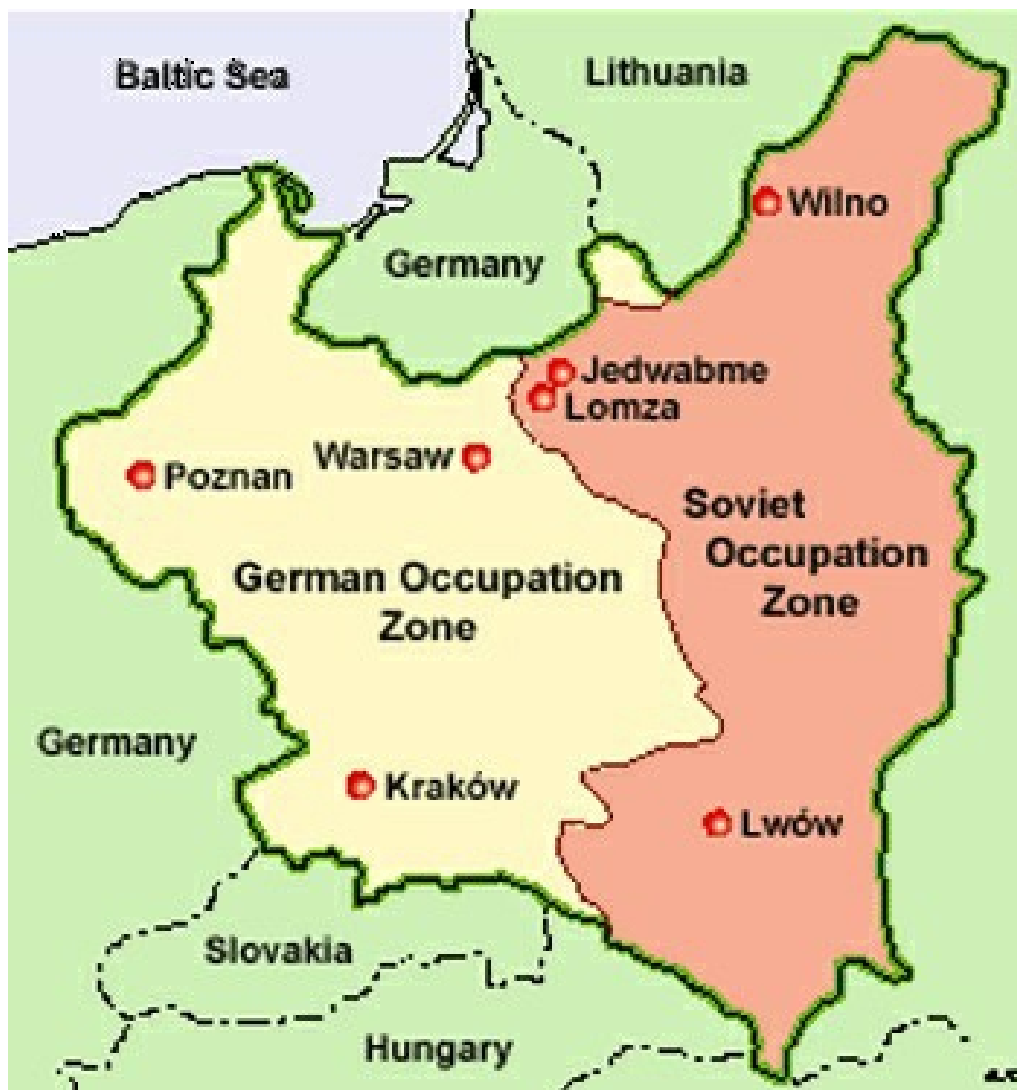 Baltic Sea
Lithuania
Wilno
Germany
Jedwabme
Lomza
Warsaw
Poznan
Soviet
Occupation
Zone
German Occupation
Zone
Germany
Kraków
Lwów
Slovakia
Hungary